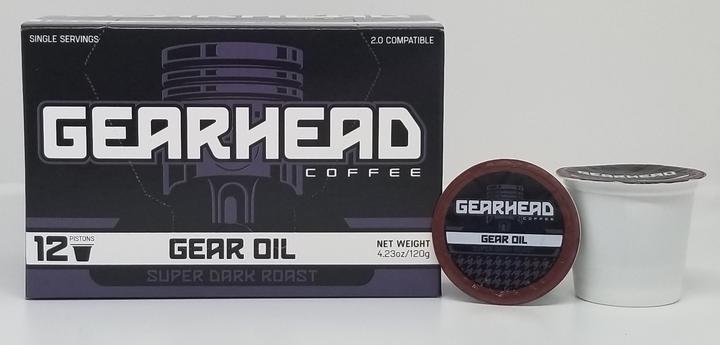 SINGLE SERVINGS
2.0 COMPATIBLE
GEARHEAD
COFFEE
12 PISTONS
GEAR OIL
NET WEIGHT
4.23oz/120g
SUPER DARK ROAST
GEARHEAD
COFFEE
GEAR OIL
GEARHEAD